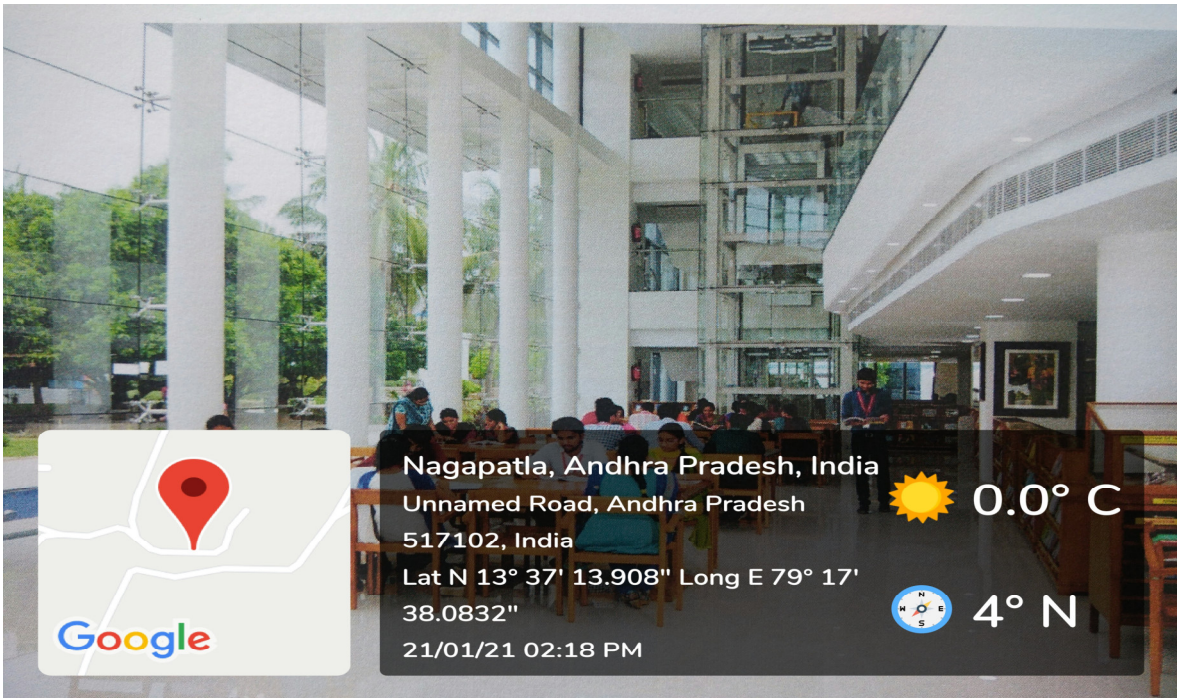 Nagapatla, Andhra Pradesh, India
Unnamed Road, Andhra Pradesh
517102, India
Lat N 13° 37' 13.908" Long E 79° 17'
38.0832"
21/01/21 02:18 PM
0.0° C
N
W E
S
4° N
Google